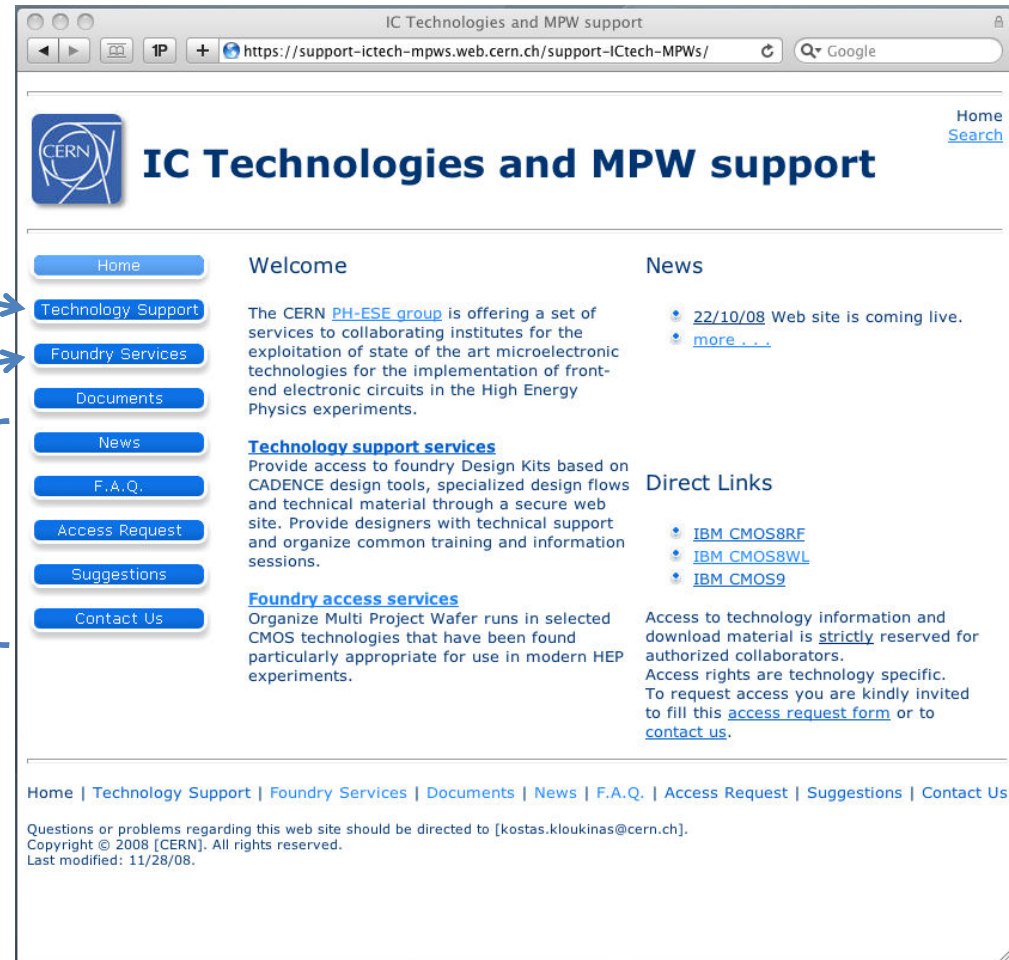 IC Technologies and MPW support
1P
+
https://support-ictech-mpws.web.cern.ch/support-ICtech-MPWs/
Google
Home
Search
CERN
IC Technologies and MPW support
Home
Technology Support
Foundry Services
Documents
News
F.A.Q.
Access Request
Suggestions
Contact Us
Welcome
The CERN PH-ESE group is offering a set of
services to collaborating institutes for the
exploitation of state of the art microelectronic
technologies for the implementation of front-
end electronic circuits in the High Energy
Physics experiments.
Technology support services
Provide access to foundry Design Kits based on
CADENCE design tools, specialized design flows
and technical material through a secure web
site. Provide designers with technical support
and organize common training and information
sessions.
Foundry access services
Organize Multi Project Wafer runs in selected
CMOS technologies that have been found
particularly appropriate for use in modern HEP
experiments.
News
22/10/08 Web site is coming live.
more . . .
Direct Links
IBM CMOS8RF
IBM CMOS8WL
IBM CMOS9
Access to technology information and
download material is strictly reserved for
authorized collaborators.
Access rights are technology specific.
To request access you are kindly invited
to fill this access request form or to
contact us.
Home | Technology Support | Foundry Services | Documents | News | F.A.Q. | Access Request | Suggestions | Contact Us
Questions or problems regarding this web site should be directed to [kostas.kloukinas@cern.ch].
Copyright © 2008 [CERN]. All rights reserved.
Last modified: 11/28/08.